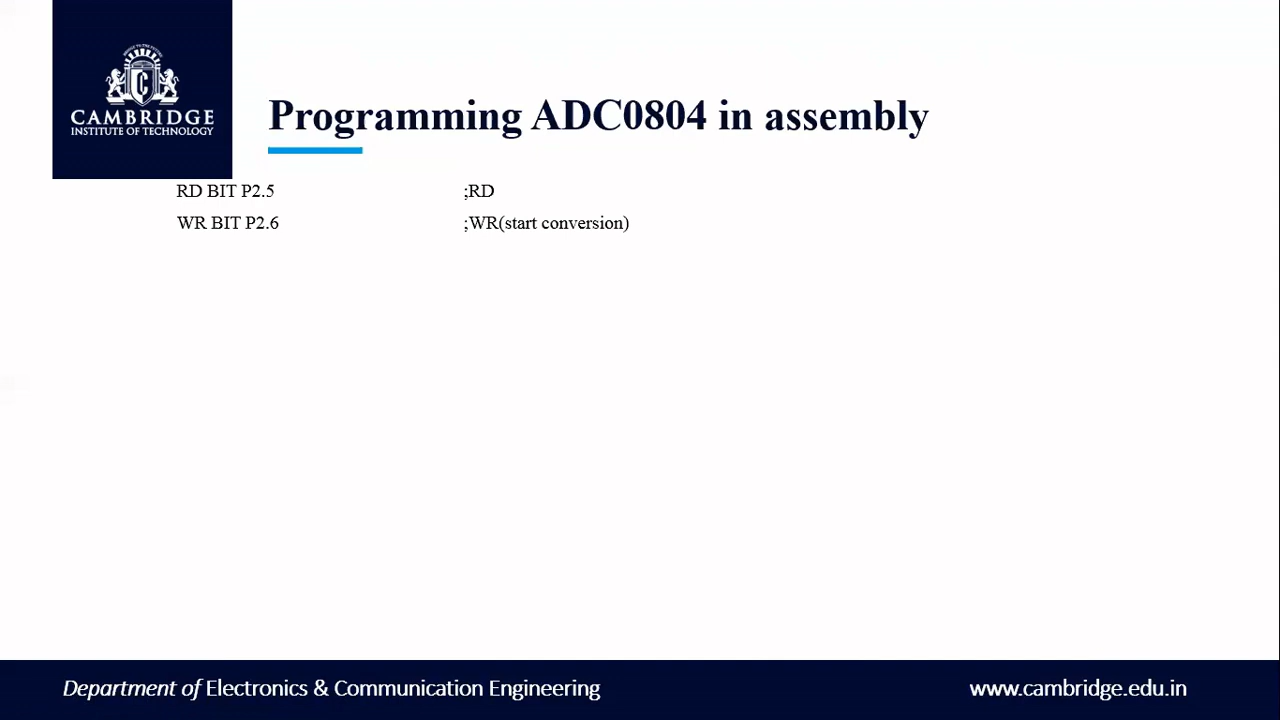 CAMBRIDGE
INSTITUTE OF TECHNOLOGY
Programming ADC0804 in assembly
RD BIT P2.5 ;RD
WR BIT P2.6 ;WR(start conversion)
Department of Electronics & Communication Engineering
www.cambridge.edu.in